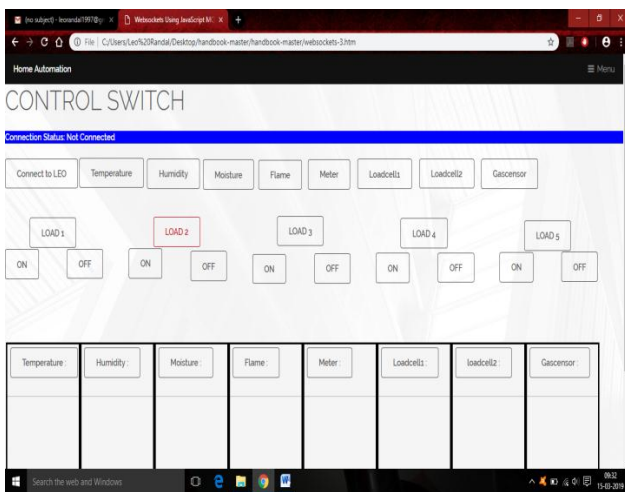 (no subject) - leorandal1997@g
Websockets Using JavaScript M
File | C:/Users/Leo%20Randal/Desktop/handbook-master/handbook-master/websockets-3.htm
Home Automation Menu
CONTROL SWITCH
Connection Status: Not Connected
Connect to LEO Temperature Humidity Moisture Flame Meter Loadcell1 Loadcell2 Gascensor
LOAD 1 LOAD 2 LOAD 3 LOAD 4 LOAD 5
ON OFF ON OFF ON OFF ON OFF ON OFF
Temperature : Humidity : Moisture : Flame : Meter : Loadcell1 : loadcell2 : Gascensor :
Search the web and Windows
09:32
15-03-2019